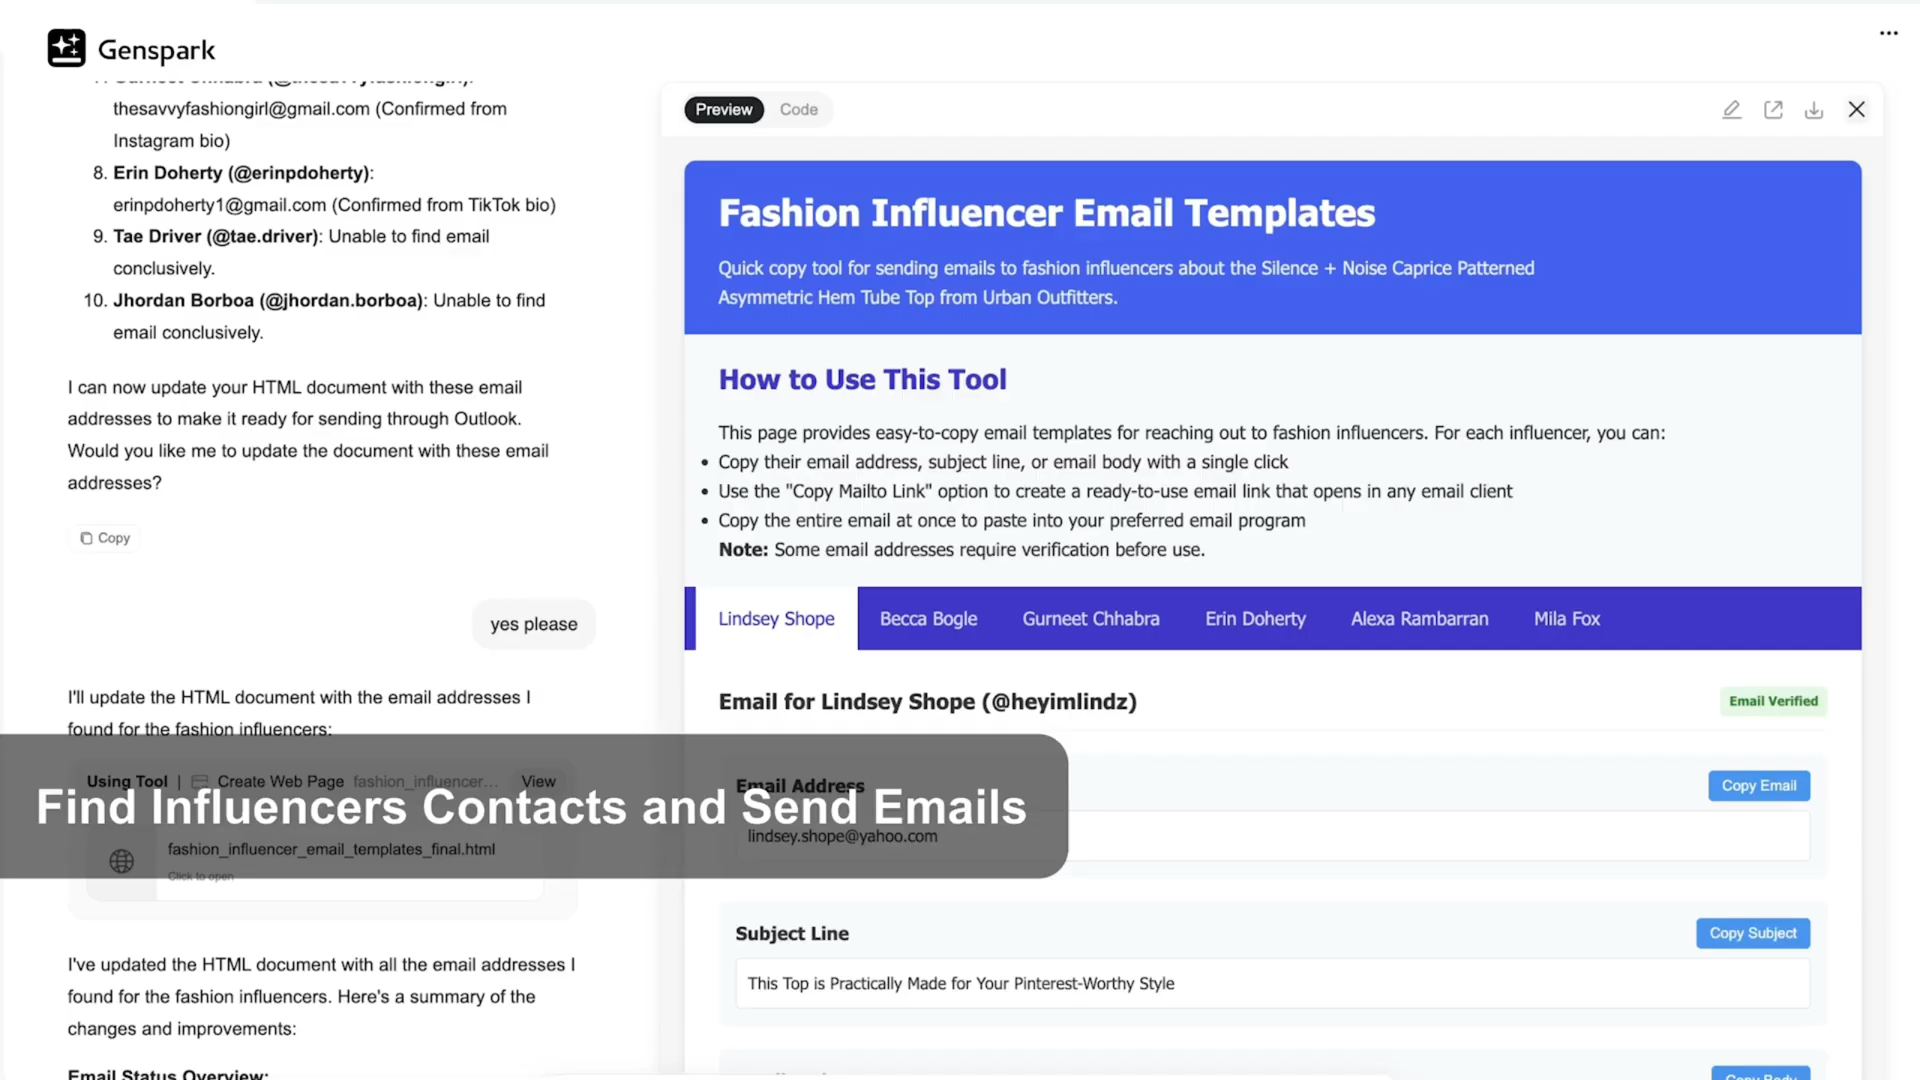 Genspark
thesavvyfashiongirl@gmail.com (Confirmed from
Instagram bio)
8. Erin Doherty (@erinpdoherty):
erinpdoherty1@gmail.com (Confirmed from TikTok bio)
9. Tae Driver (@tae.driver): Unable to find email
conclusively.
10. Jhordan Borboa (@jhordan.borboa): Unable to find
email conclusively.
I can now update your HTML document with these email
addresses to make it ready for sending through Outlook.
Would you like me to update the document with these email
addresses?
Copy
yes please
I'll update the HTML document with the email addresses I
found for the fashion influencers:
Using Tool | Create Web Page fashion_influencer... View
fashion_influencer_email_templates_final.html
Click to open
Find Influencers Contacts and Send Emails
I've updated the HTML document with all the email addresses I
found for the fashion influencers. Here's a summary of the
changes and improvements:
Email Status Overview:
Preview Code
Fashion Influencer Email Templates
Quick copy tool for sending emails to fashion influencers about the Silence + Noise Caprice Patterned
Asymmetric Hem Tube Top from Urban Outfitters.
How to Use This Tool
This page provides easy-to-copy email templates for reaching out to fashion influencers. For each influencer, you can:
• Copy their email address, subject line, or email body with a single click
• Use the "Copy Mailto Link" option to create a ready-to-use email link that opens in any email client
• Copy the entire email at once to paste into your preferred email program
Note: Some email addresses require verification before use.
Lindsey Shope Becca Bogle Gurneet Chhabra Erin Doherty Alexa Rambarran Mila Fox
Email for Lindsey Shope (@heyimlindz) Email Verified
Email Address Copy Email
lindsey.shope@yahoo.com
Subject Line Copy Subject
This Top is Practically Made for Your Pinterest-Worthy Style
Copy Body